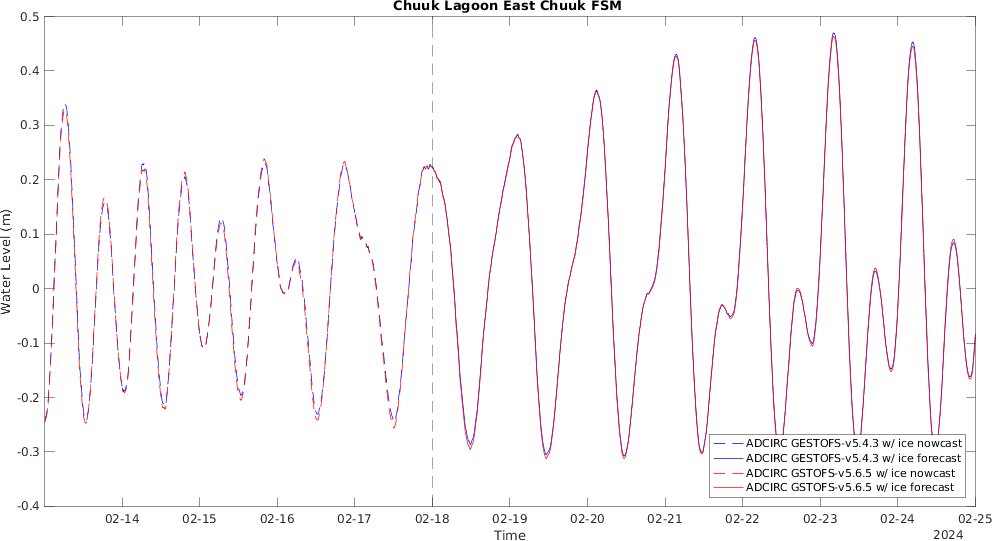 Chuuk Lagoon East Chuuk FSM
0.5
0.4
0.3
0.2
0.1
0
-0.1
-0.2
-0.3
-0.4
Water Level (m)
ADCIRC GESTOFS-v5.4.3 w/ ice nowcast
ADCIRC GESTOFS-v5.4.3 w/ ice forecast
ADCIRC GSTOFS-v5.6.5 w/ ice nowcast
ADCIRC GSTOFS-v5.6.5 w/ ice forecast
02-14 02-15 02-16 02-17 02-18 02-19 02-20 02-21 02-22 02-23 02-24 02-25
Time
2024